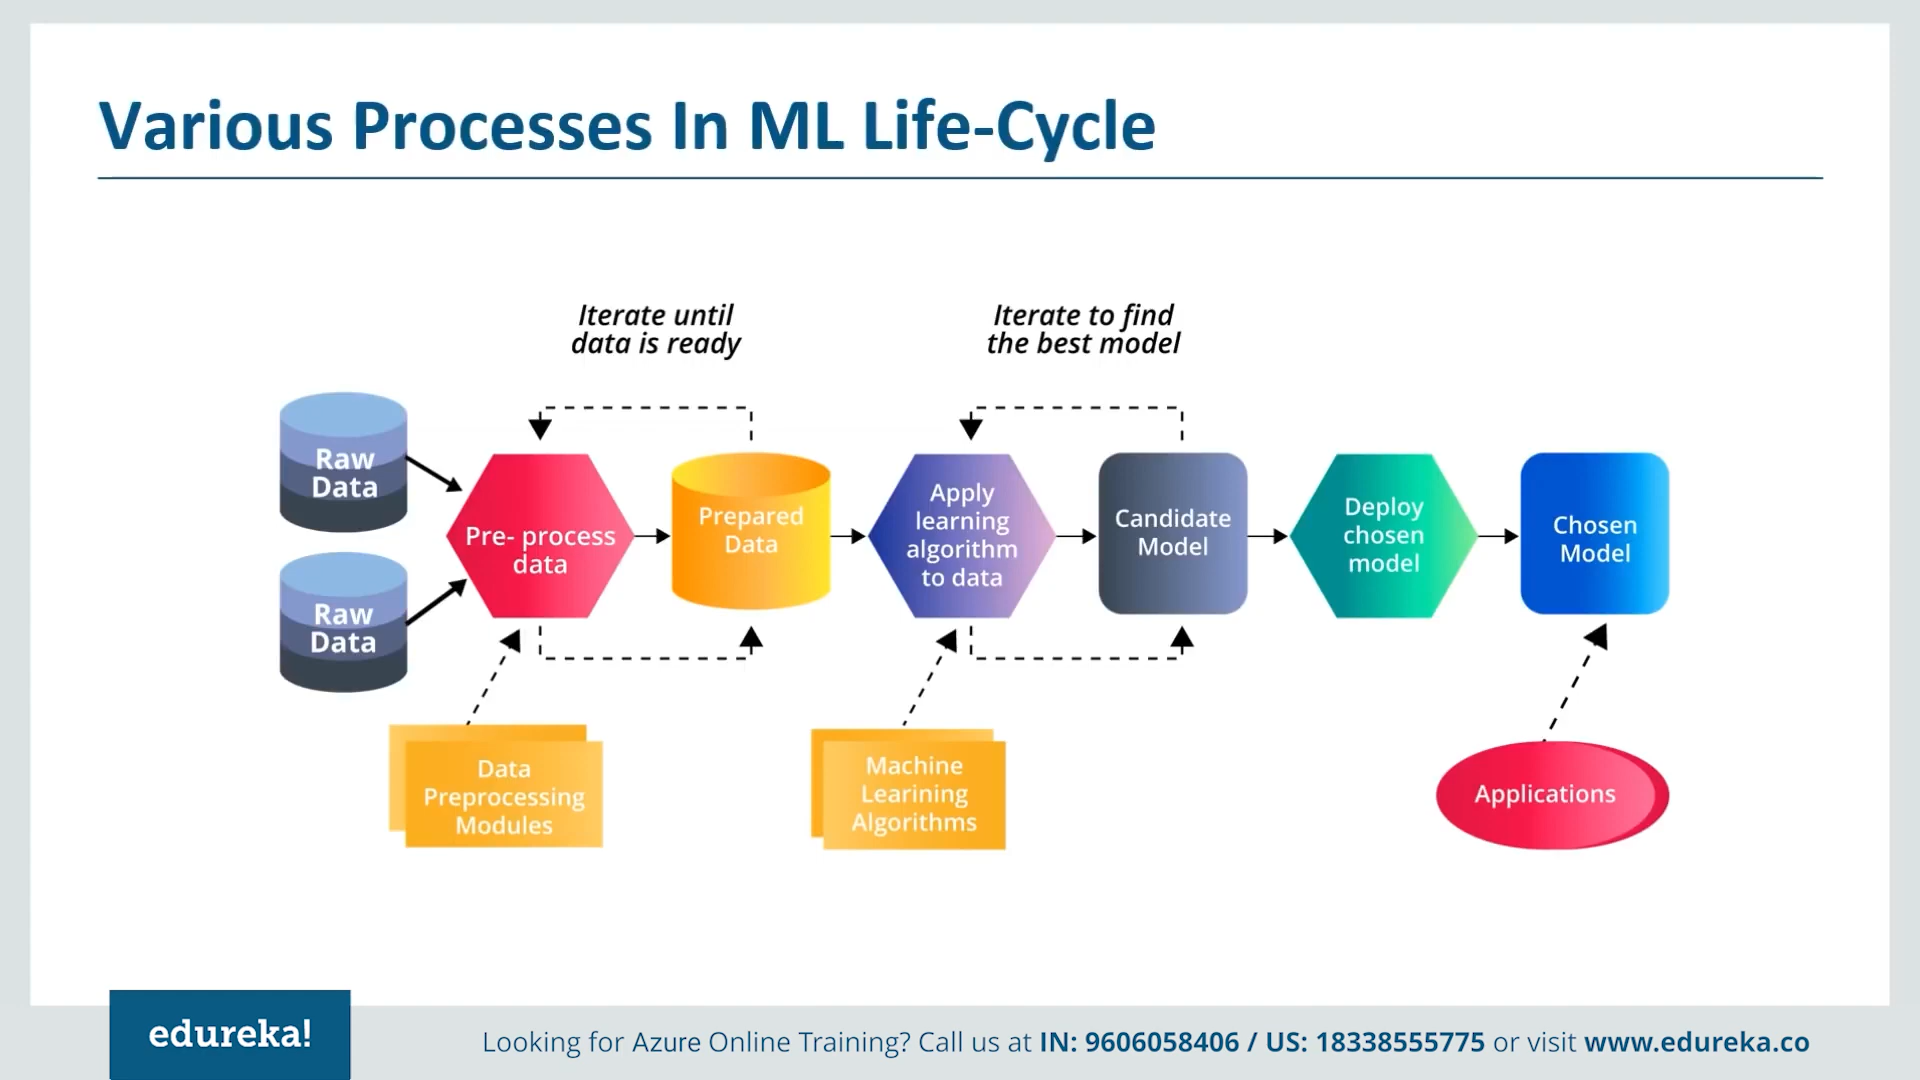 Various Processes In ML Life-Cycle
Iterate until
data is ready
Iterate to find
the best model
Raw
Data
Raw
Data
Pre- process
data
Prepared
Data
Apply
learning
algorithm
to data
Candidate
Model
Deploy
chosen
model
Chosen
Model
Data
Preprocessing
Modules
Machine
Learining
Algorithms
Applications
edureka!
Looking for Azure Online Training? Call us at IN: 9606058406 / US: 18338555775 or visit www.edureka.co